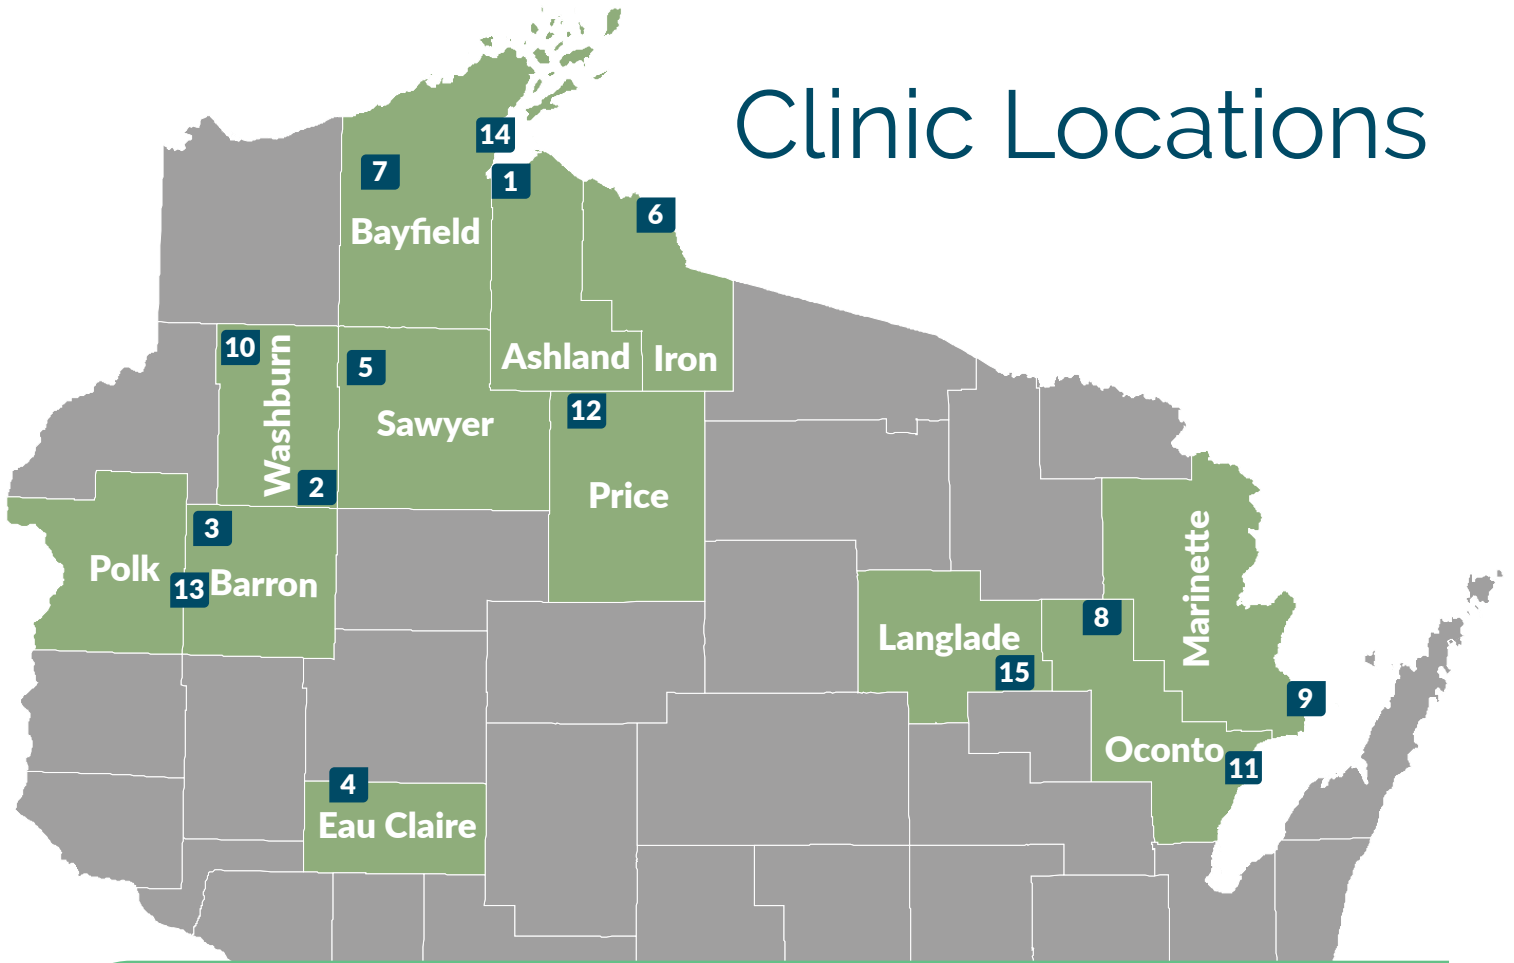 Clinic Locations
14
7
1
6
Bayfield
10
Washburn
5
Ashland
Iron
12
Sawyer
2
Price
3
Polk
13
Barron
Marinette
8
Langlade
15
9
Oconto
11
4
Eau Claire